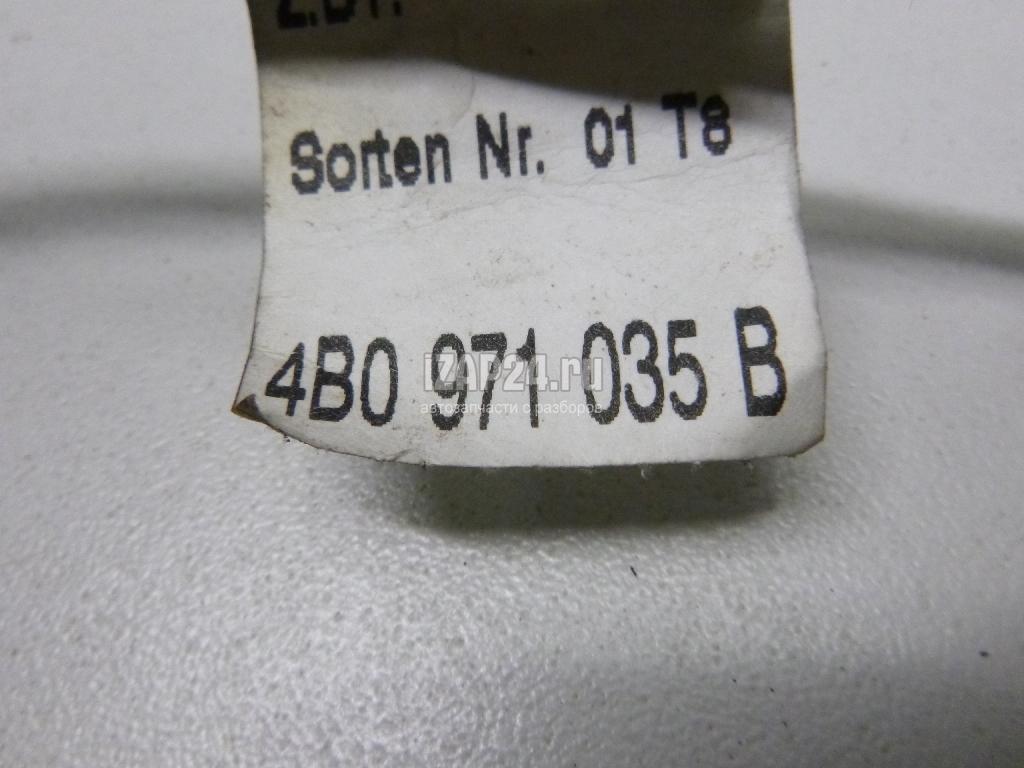 Sorten Nr. 01 T8
4B0 971 035 B
iZAP24.ru
автозапчасти с разборов